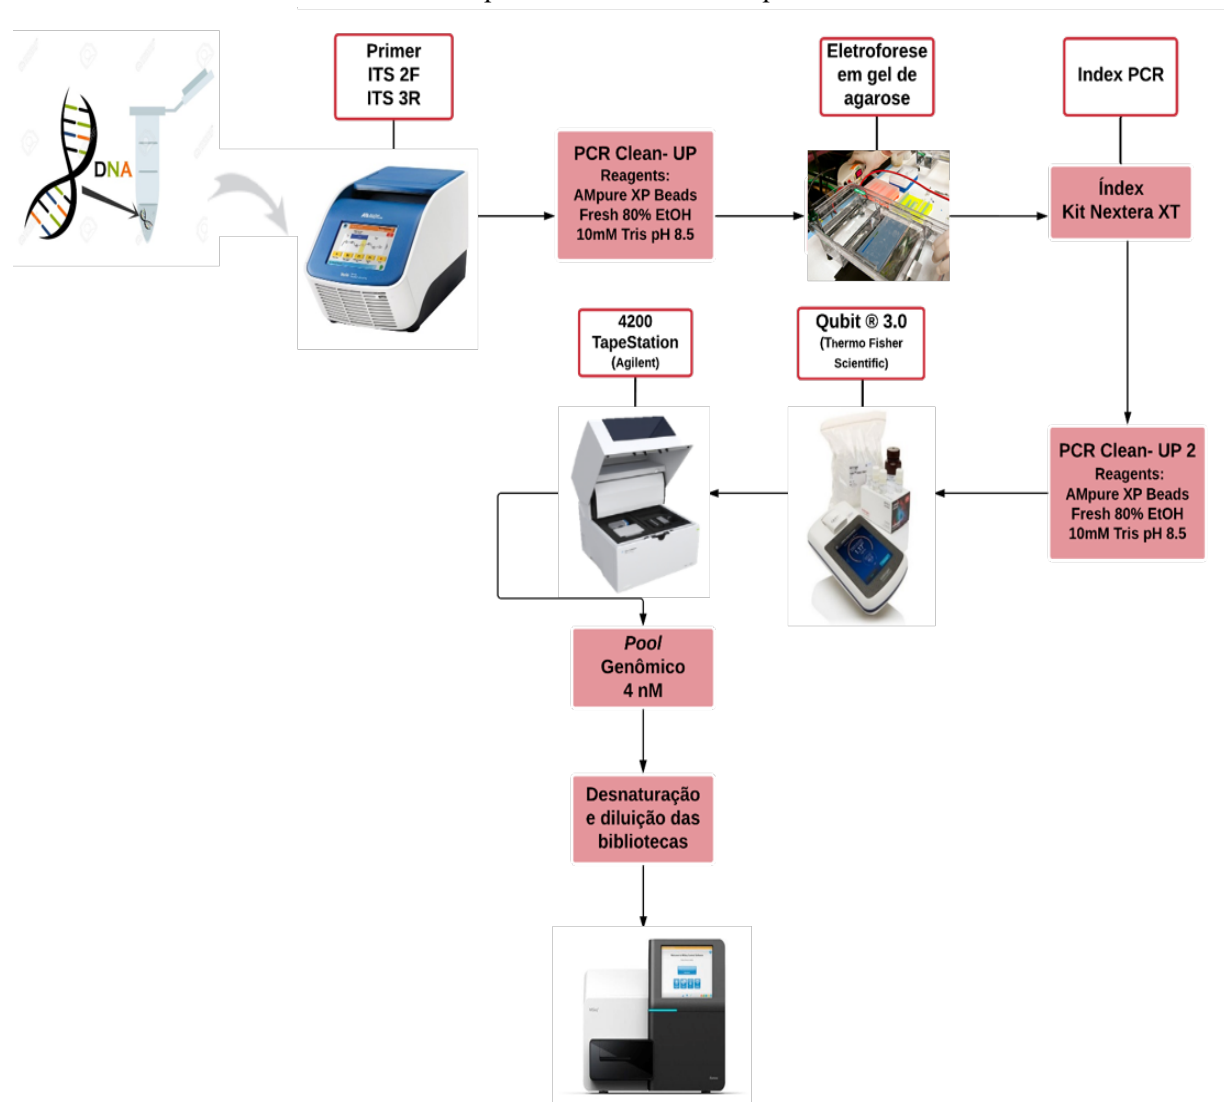 Primer
ITS 2F
ITS 3R
Eletroforese
em gel de
agarose
Index PCR
DNA
PCR Clean- UP
Reagents:
AMpure XP Beads
Fresh 80% EtOH
10mM Tris pH 8.5
Índex
Kit Nextera XT
4200
TapeStation
(Agilent)
Qubit ® 3.0
(Thermo Fisher
Scientific)
PCR Clean- UP 2
Reagents:
AMpure XP Beads
Fresh 80% EtOH
10mM Tris pH 8.5
Pool
Genômico
4 nM
Desnaturação
e diluição das
bibliotecas